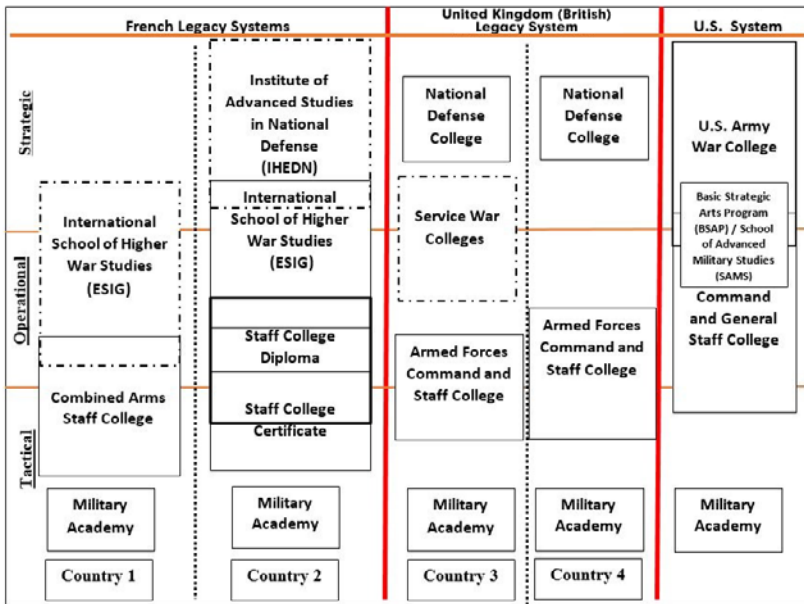 French Legacy Systems
United Kingdom (British)
Legacy System
U.S. System
Strategic
Operational
Tactical
International
School of Higher
War Studies
(ESIG)
Combined Arms
Staff College
Military
Academy
Country 1
Institute of
Advanced Studies
in National
Defense
(IHEDN)
International
School of Higher
War Studies
(ESIG)
Staff College
Diploma
Staff College
Certificate
Military
Academy
Country 2
National
Defense
College
Service War
Colleges
Armed Forces
Command and
Staff College
Military
Academy
Country 3
National
Defense
College
Armed Forces
Command and
Staff College
Military
Academy
Country 4
U.S. Army
War College
Basic Strategic
Arts Program
(BSAP) / School
of Advanced
Military Studies
(SAMS)
Command
and General
Staff College
Military
Academy